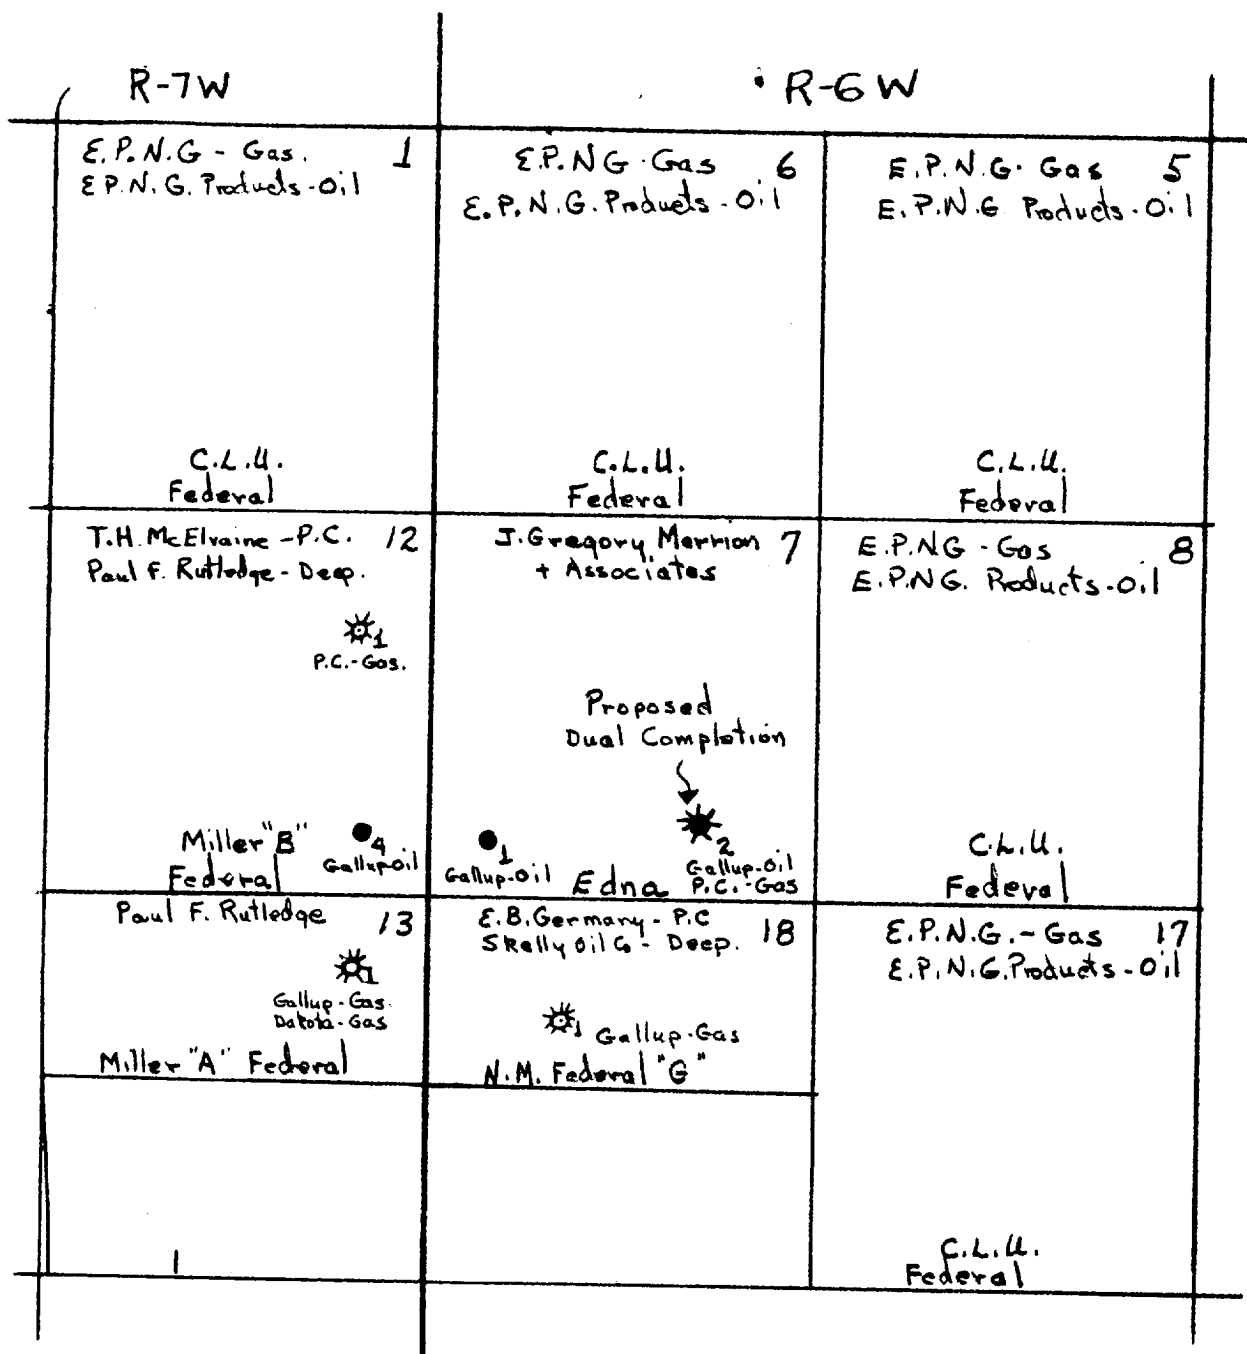 R-7W
R-6W
E.P.N.G - Gas. 1
E P.N.G. Products-Oil
C.L.U.
Federal
E.P.NG Gas 6
E.P.N.G. Products-Oil
C.L.U.
Federal
E.P.N.G. Gas 5
E.P.N.G Products-Oil
C.L.U.
Federal
T.H. McElvaine - P.C. 12
Paul F. Rutledge - Deep.
1
P.C.-Gas.
Miller "B"
Federal
4
Gallup-Oil
J. Gregory Merrion 7
+ Associates
Proposed
Dual Completion
1
Gallup-Oil
Edna
2
Gallup-Oil
P.C.-Gas
E.P.NG - Gas 8
E.P.NG. Products-Oil
C.L.U.
Federal
Paul F. Rutledge 13
1
Gallup-Gas.
Dakota-Gas
Miller "A" Federal
E.B. Germany - P.C 18
Skelly Oil Co - Deep.
1 Gallup-Gas
N.M. Federal "G"
E.P.N.G. - Gas 17
E.P.N.G. Products-Oil
C.L.U.
Federal